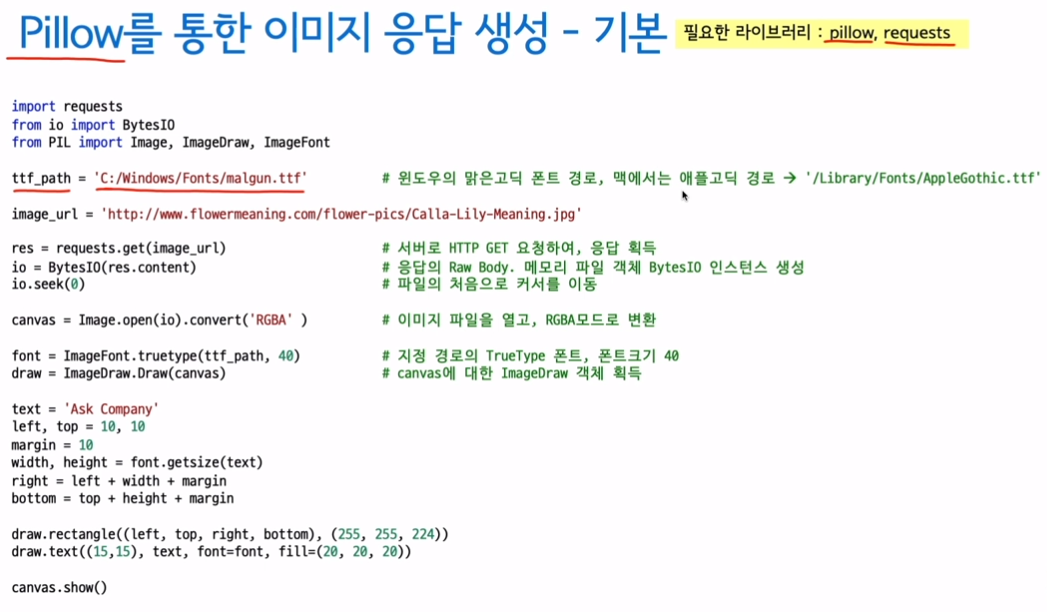 Pillow를 통한 이미지 응답 생성 – 기본 필요한 라이브러리 : pillow, requests
import requests
from io import BytesIO
from PIL import Image, ImageDraw, ImageFont
ttf_path = 'C:/Windows/Fonts/malgun.ttf' # 윈도우의 맑은고딕 폰트 경로, 맥에서는 애플고딕 경로 → '/Library/Fonts/AppleGothic.ttf'
image_url = 'http://www.flowermeaning.com/flower-pics/Calla-Lily-Meaning.jpg'
res = requests.get(image_url) # 서버로 HTTP GET 요청하여, 응답 획득
io = BytesIO(res.content) # 응답의 Raw Body. 메모리 파일 객체 BytesIO 인스턴스 생성
io.seek(0) # 파일의 처음으로 커서를 이동
canvas = Image.open(io).convert('RGBA' ) # 이미지 파일을 열고, RGBA모드로 변환
font = ImageFont.truetype(ttf_path, 40) # 지정 경로의 TrueType 폰트, 폰트크기 40
draw = ImageDraw.Draw(canvas) # canvas에 대한 ImageDraw 객체 획득
text = 'Ask Company'
left, top = 10, 10
margin = 10
width, height = font.getsize(text)
right = left + width + margin
bottom = top + height + margin
draw.rectangle((left, top, right, bottom), (255, 255, 224))
draw.text((15,15), text, font=font, fill=(20, 20, 20))
canvas.show()